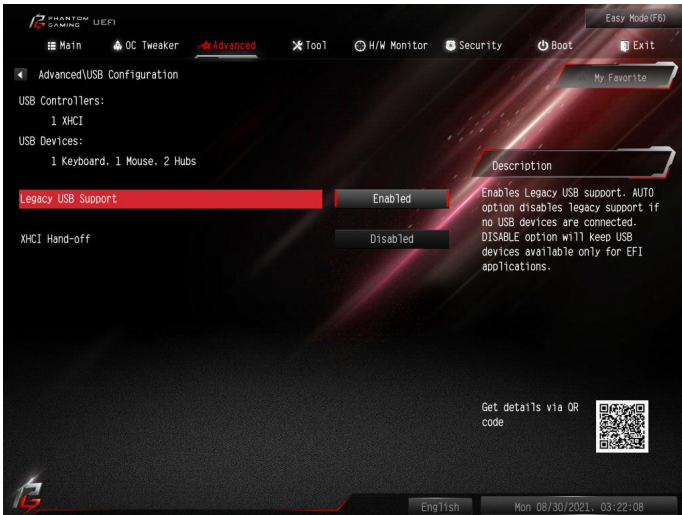 PHANTOM
GAMING UEFI
Easy Mode(F6)
Main OC Tweaker Advanced Tool H/W Monitor Security Boot Exit
Advanced\USB Configuration
My Favorite
USB Controllers:
1 XHCI
USB Devices:
1 Keyboard, 1 Mouse, 2 Hubs
Description
Legacy USB Support Enabled
XHCI Hand-off Disabled
Enables Legacy USB support. AUTO
option disables legacy support if
no USB devices are connected.
DISABLE option will keep USB
devices available only for EFI
applications.
Get details via QR
code
English Mon 08/30/2021, 03:22:08